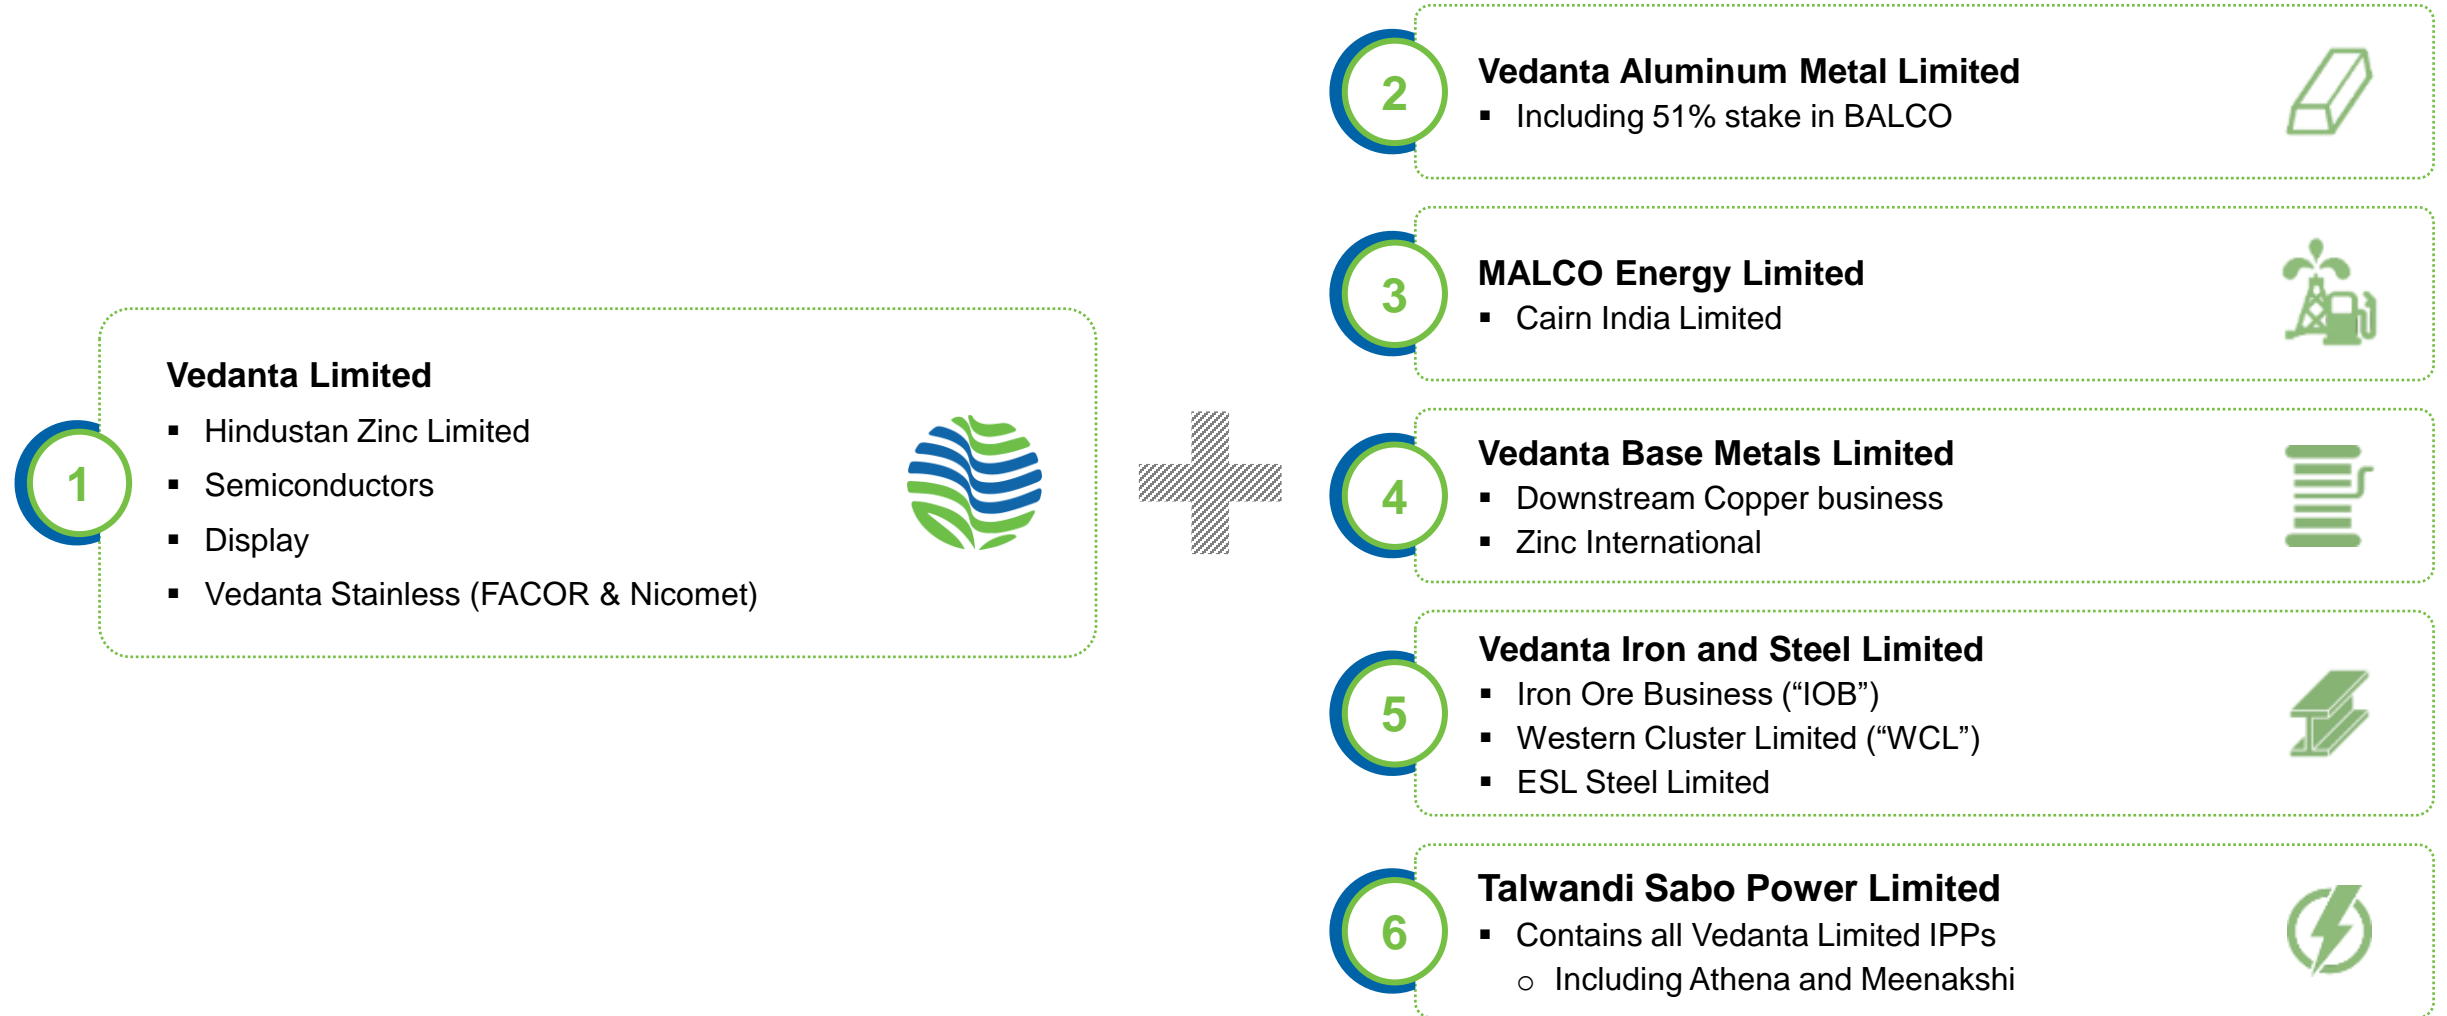 1
Vedanta Limited
▪ Hindustan Zinc Limited
▪ Semiconductors
▪ Display
▪ Vedanta Stainless (FACOR & Nicomet)
2
Vedanta Aluminum Metal Limited
▪ Including 51% stake in BALCO
3
MALCO Energy Limited
▪ Cairn India Limited
4
Vedanta Base Metals Limited
▪ Downstream Copper business
▪ Zinc International
5
Vedanta Iron and Steel Limited
▪ Iron Ore Business (“IOB”)
▪ Western Cluster Limited (“WCL”)
▪ ESL Steel Limited
6
Talwandi Sabo Power Limited
▪ Contains all Vedanta Limited IPPs
o Including Athena and Meenakshi